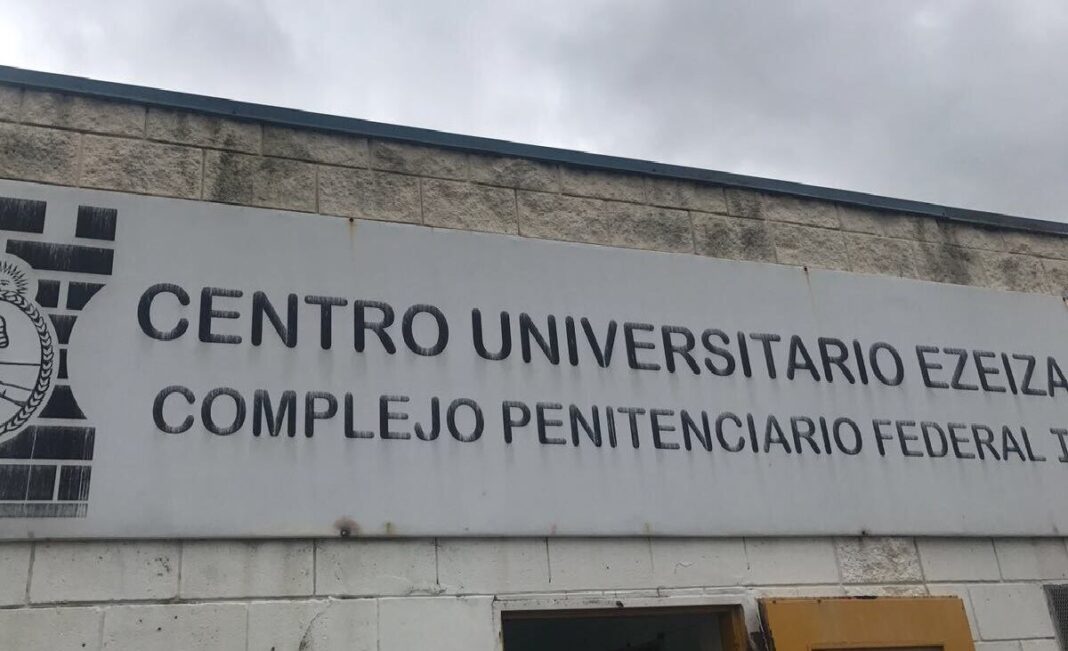 CENTRO UNIVERSITARIO EZEIZA
COMPLEJO PENITENCIARIO FEDERAL I